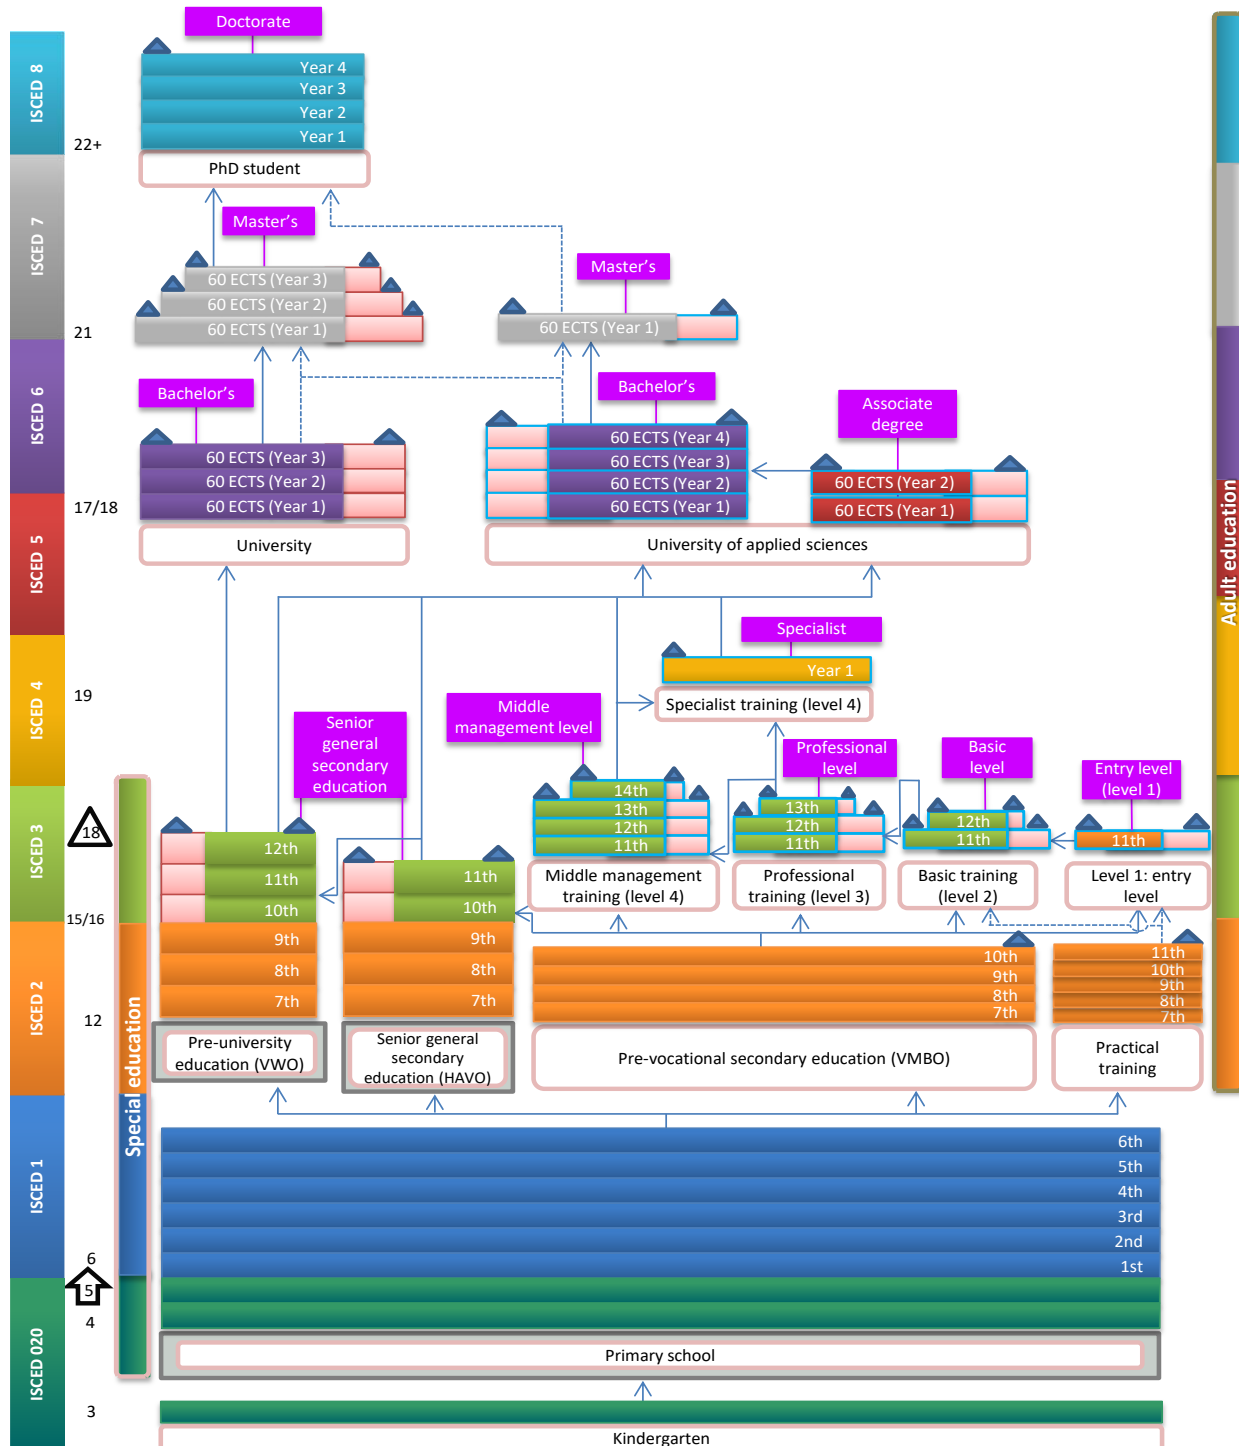 Doctorate
ISCED 8
Year 4
Year 3
Year 2
Year 1
22+
PhD student
ISCED 7
Master's
60 ECTS (Year 3)
60 ECTS (Year 2)
60 ECTS (Year 1)
Master's
60 ECTS (Year 1)
21
ISCED 6
Bachelor's
60 ECTS (Year 3)
60 ECTS (Year 2)
60 ECTS (Year 1)
Bachelor's
60 ECTS (Year 4)
60 ECTS (Year 3)
60 ECTS (Year 2)
60 ECTS (Year 1)
Associate
degree
60 ECTS (Year 2)
60 ECTS (Year 1)
17/18
University
University of applied sciences
ISCED 5
Adult education
ISCED 4
19
Specialist
Year 1
Specialist training (level 4)
Senior
general
secondary
education
Middle
management level
Professional
level
Basic
level
Entry level
(level 1)
ISCED 3
18
12th
11th
10th
11th
10th
14th
13th
12th
11th
13th
12th
11th
12th
11th
11th
Middle management
training (level 4)
Professional
training (level 3)
Basic training
(level 2)
Level 1: entry
level
15/16
ISCED 2
9th
8th
7th
9th
8th
7th
10th
9th
8th
7th
11th
10th
9th
8th
7th
12
Special education
Pre-university
education (VWO)
Senior general
secondary
education (HAVO)
Pre-vocational secondary education (VMBO)
Practical
training
ISCED 1
6th
5th
4th
3rd
2nd
1st
6
5
4
ISCED 020
Primary school
3
Kindergarten